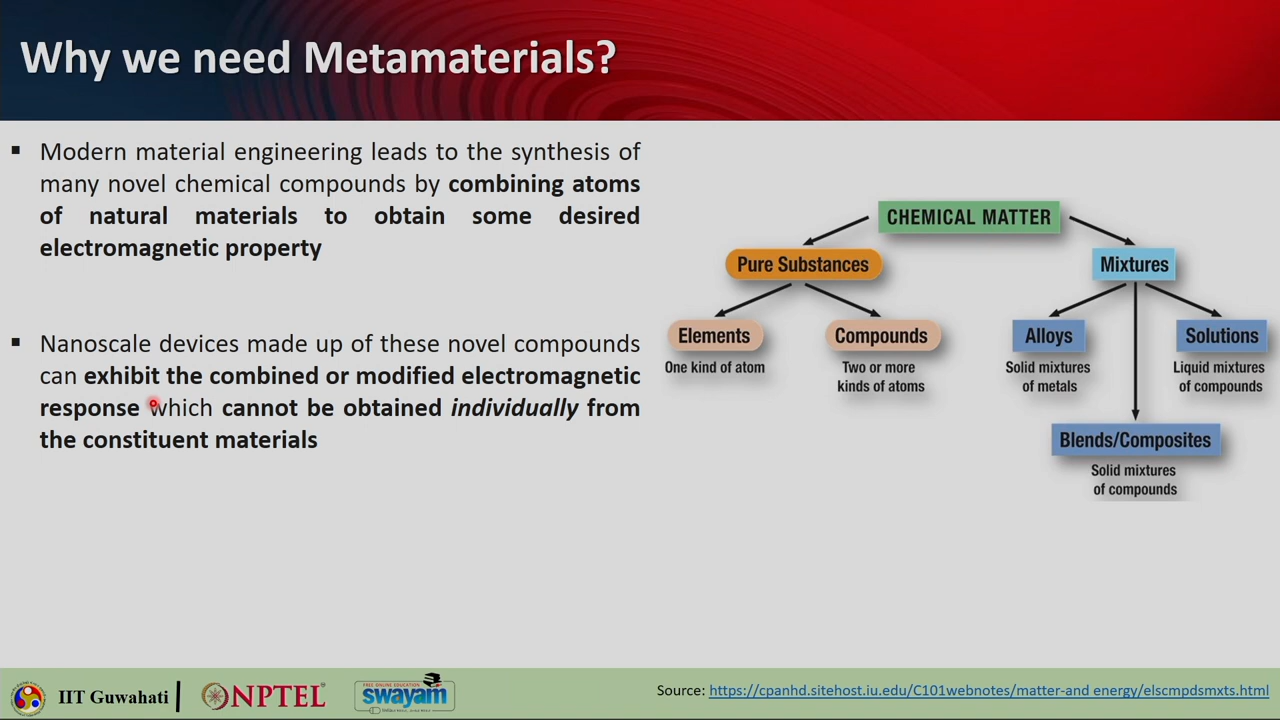 Why we need Metamaterials?
▪ Modern material engineering leads to the synthesis of
many novel chemical compounds by combining atoms
of natural materials to obtain some desired
electromagnetic property
▪ Nanoscale devices made up of these novel compounds
can exhibit the combined or modified electromagnetic
response which cannot be obtained individually from
the constituent materials
CHEMICAL MATTER
Pure Substances
Mixtures
Elements
Compounds
Alloys
Solutions
One kind of atom
Two or more
kinds of atoms
Solid mixtures
of metals
Liquid mixtures
of compounds
Blends/Composites
Solid mixtures
of compounds
IIT Guwahati
NPTEL
FREE ONLINE EDUCATION
swayam
Source: https://cpanhd.sitehost.iu.edu/C101webnotes/matter-and energy/elscmpdsmxts.html